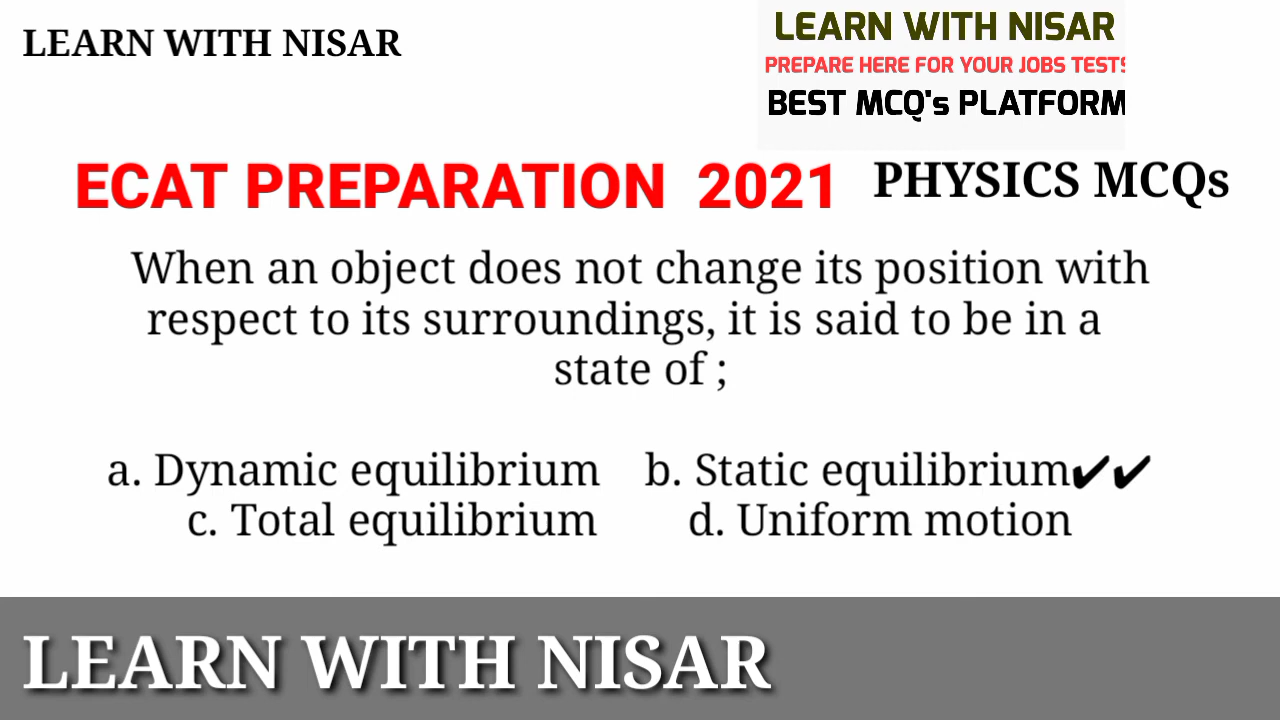 LEARN WITH NISAR
LEARN WITH NISAR
PREPARE HERE FOR YOUR JOBS TESTS
BEST MCQ's PLATFORM
ECAT PREPARATION 2021 PHYSICS MCQs
When an object does not change its position with
respect to its surroundings, it is said to be in a
state of ;
a. Dynamic equilibrium b. Static equilibrium✔✔
c. Total equilibrium d. Uniform motion
LEARN WITH NISAR